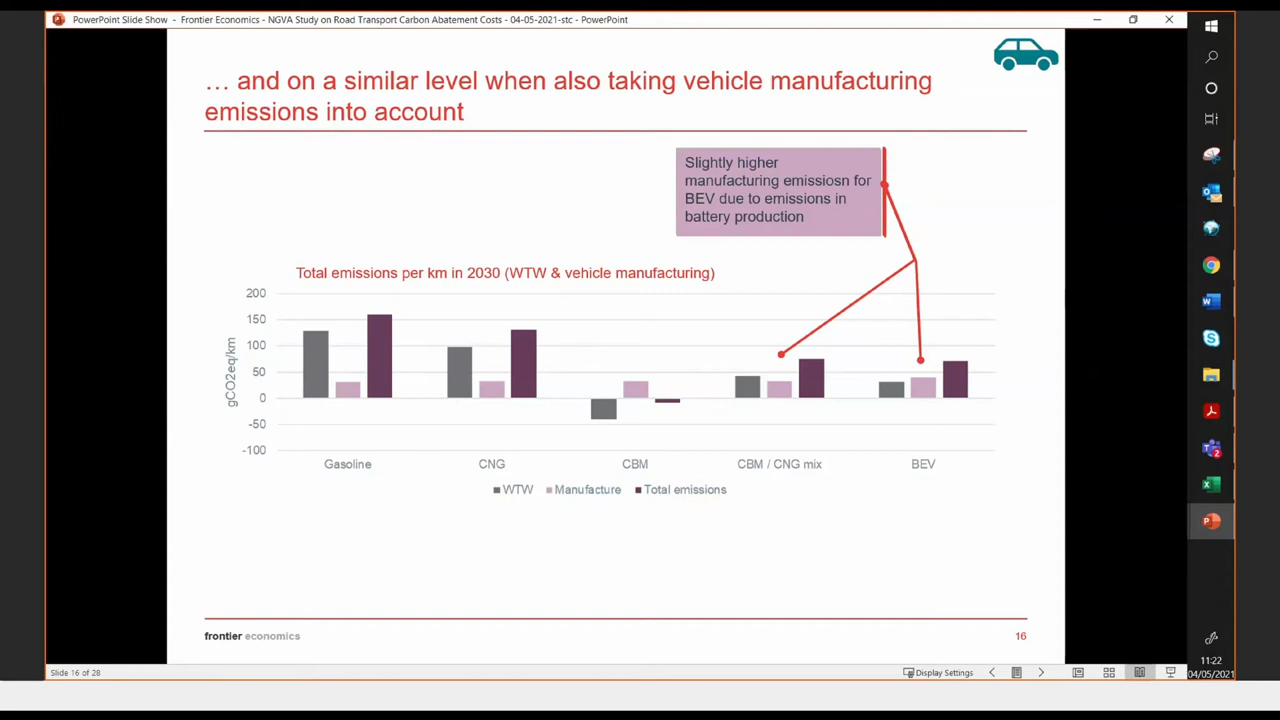 PowerPoint Slide Show - Frontier Economics - NGVA Study on Road Transport Carbon Abatement Costs - 04-05-2021-stc - PowerPoint
… and on a similar level when also taking vehicle manufacturing
emissions into account
Slightly higher
manufacturing emissiosn for
BEV due to emissions in
battery production
Total emissions per km in 2030 (WTW & vehicle manufacturing)
gCO2eq/km
200
150
100
50
0
-50
-100
Gasoline CNG CBM CBM / CNG mix BEV
WTW Manufacture Total emissions
frontier economics
16
Slide 16 of 28
Display Settings
11:22
04/05/2021